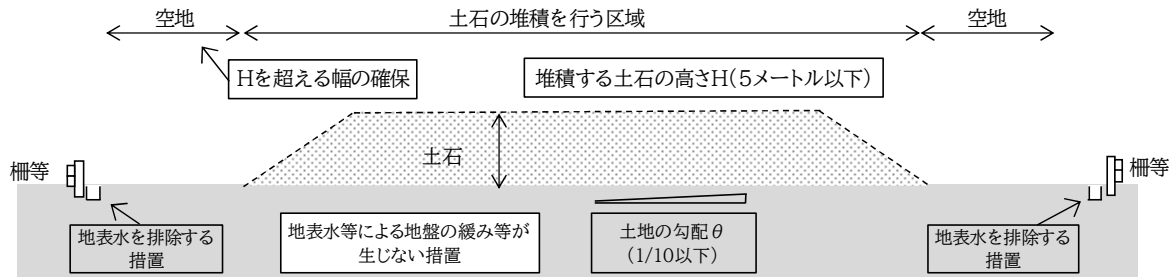 空地
土石の堆積を行う区域
空地
Hを超える幅の確保
堆積する土石の高さH(5メートル以下)
土石
柵等
柵等
地表水を排除する
措置
地表水等による地盤の緩み等が
生じない措置
土地の勾配θ
(1/10以下)
地表水を排除する
措置